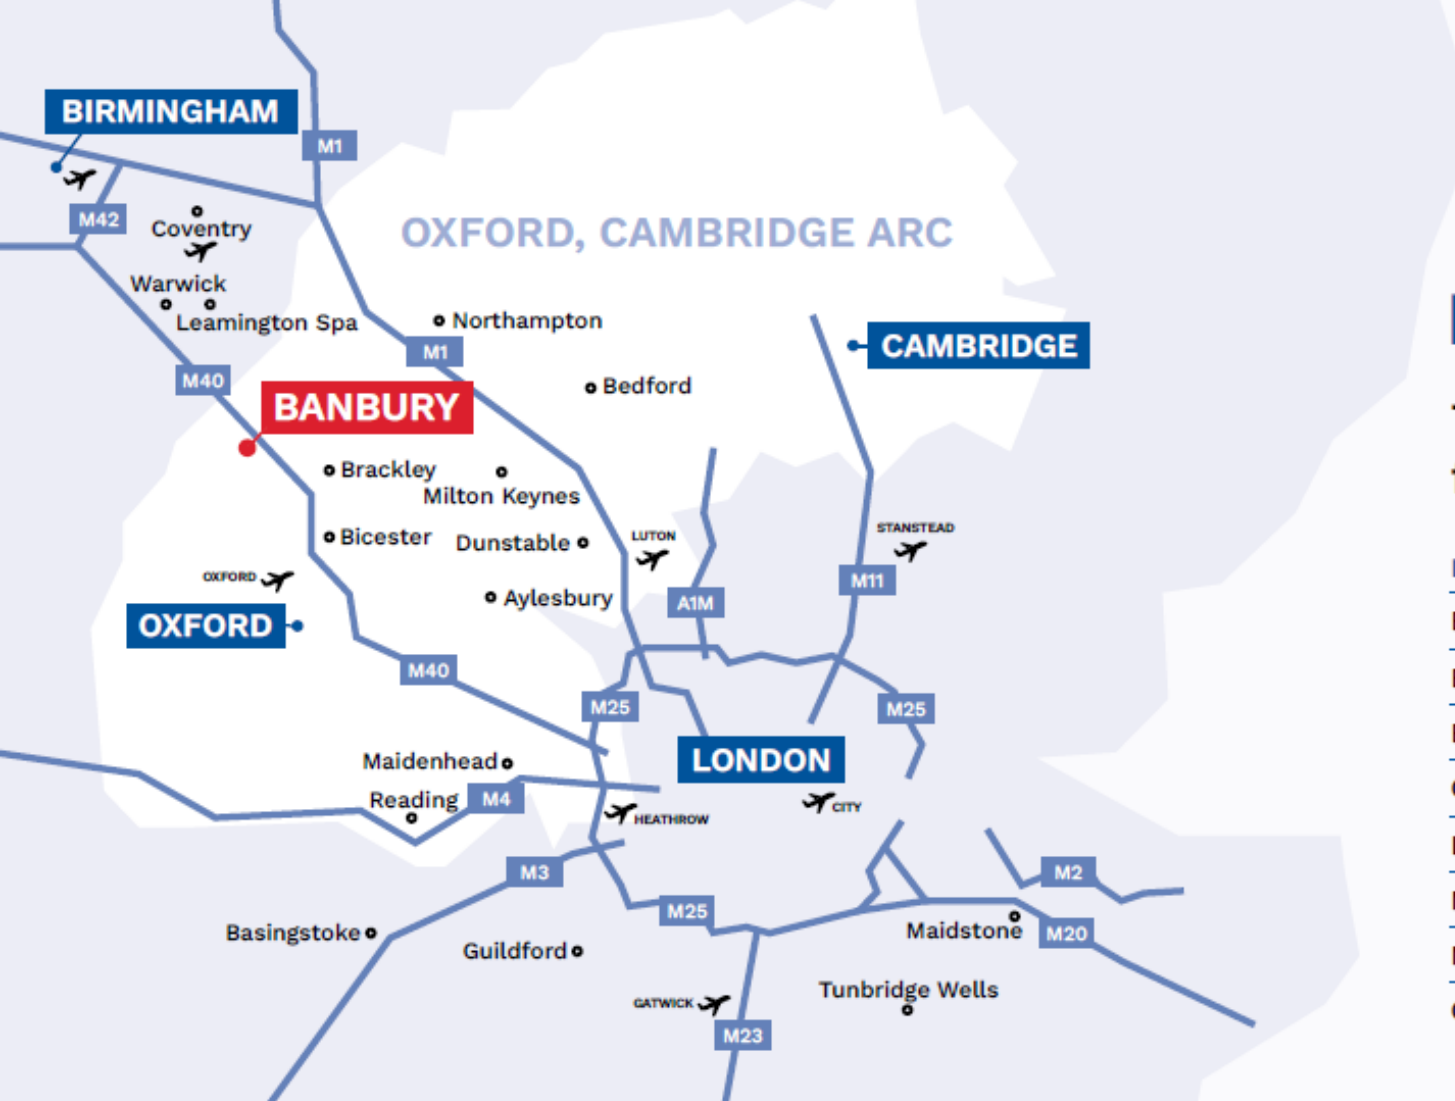 BIRMINGHAM
M1
M42
Coventry
OXFORD, CAMBRIDGE ARC
Warwick
Leamington Spa
Northampton
M1
CAMBRIDGE
M40
Bedford
BANBURY
Brackley
Milton Keynes
STANSTEAD
Bicester
Dunstable
LUTON
OXFORD
M11
Aylesbury
A1M
OXFORD
M40
M25
M25
LONDON
Maidenhead
Reading
M4
CITY
HEATHROW
M3
M2
M25
Basingstoke
Maidstone
M20
Guildford
Tunbridge Wells
GATWICK
M23